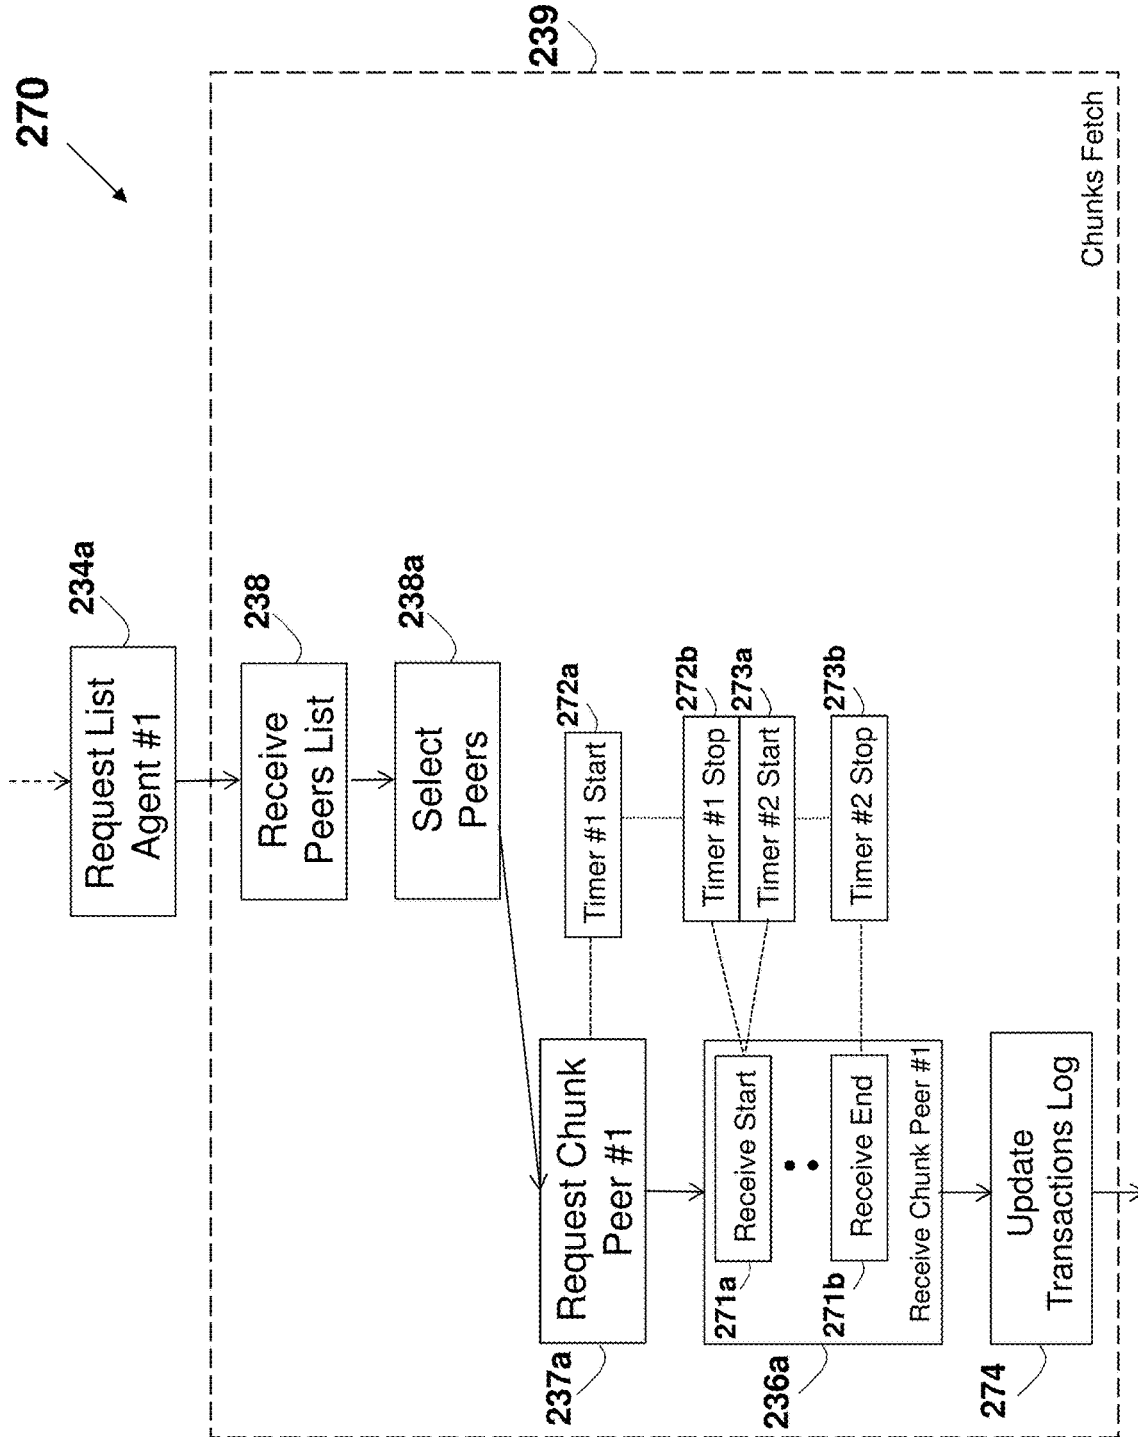 270
239
234a
Request List
Agent #1
238
Receive
Peers List
238a
Select
Peers
272a
Timer #1 Start
272b
Timer #1 Stop
273a
Timer #2 Start
273b
Timer #2 Stop
237a
Request Chunk
Peer #1
236a
271a
Receive Start
271b
Receive End
Receive Chunk Peer #1
274
Update
Transactions Log
Chunks Fetch